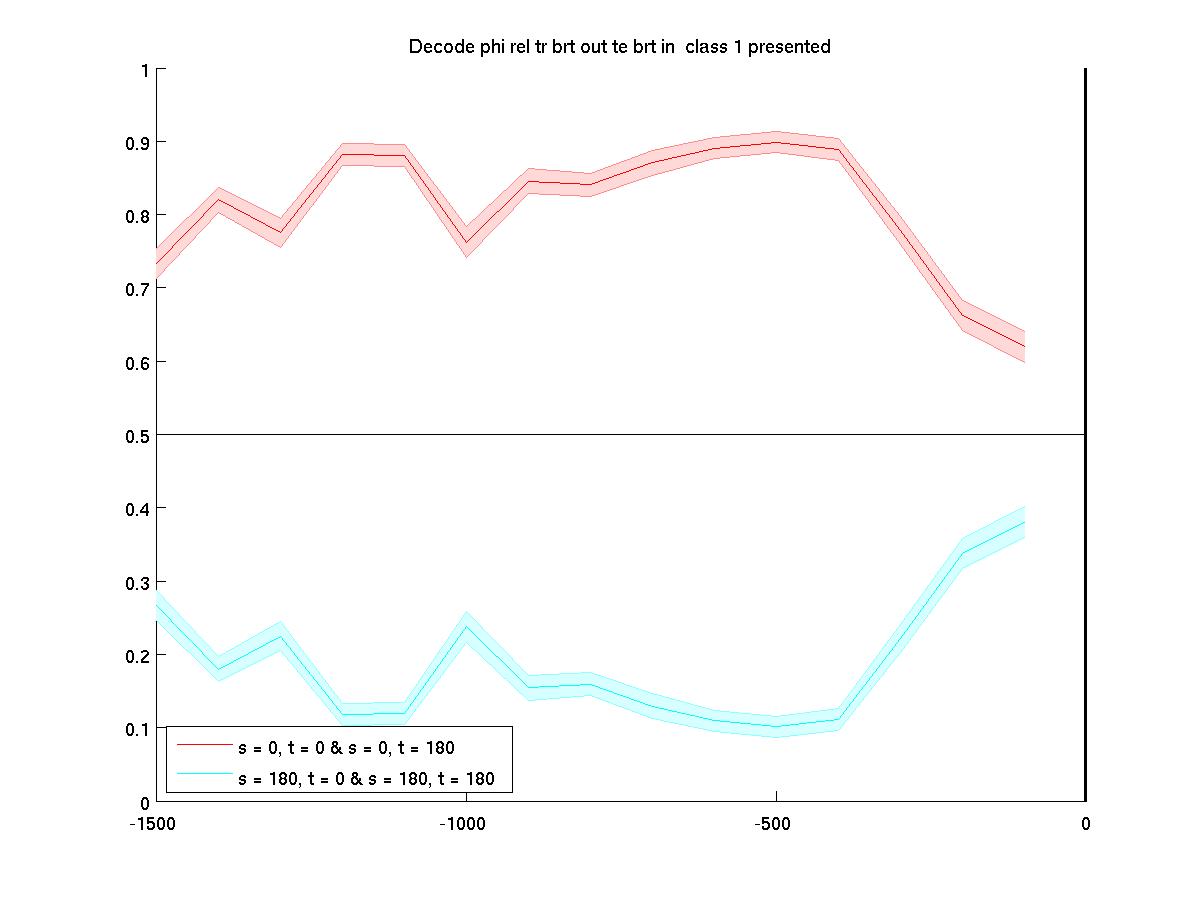 Decode phi rel tr brt out te brt in  class 1 presented
1
0.9
0.8
0.7
0.6
0.5
0.4
0.3
0.2
0.1
0
s = 0, t = 0 & s = 0, t = 180
s = 180, t = 0 & s = 180, t = 180
-1500 -1000 -500 0